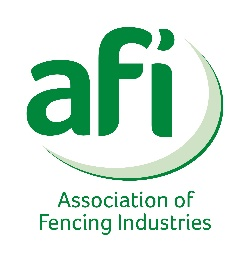 afi
Association of
Fencing Industries